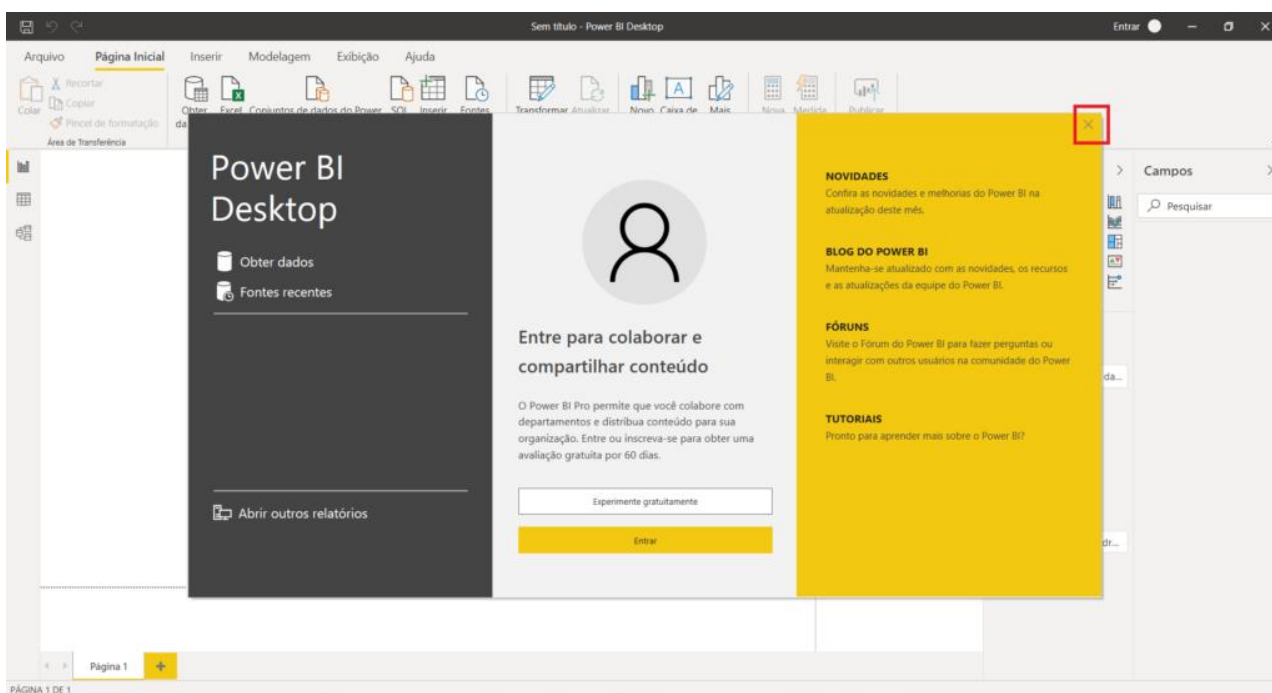 Sem título - Power BI Desktop
Entrar
Arquivo Página Inicial Inserir Modelagem Exibição Ajuda
Recortar
Copiar
Colar
Pincel de formatação
Área de Transferência
Obter Excel Conjuntos de dados do Power SQL Inserir Fontes Transformar Atualizar Novo Caixa de Mais Nova Medida Publicar
da
Power BI
Desktop
Obter dados
Fontes recentes
Abrir outros relatórios
Entre para colaborar e
compartilhar conteúdo
O Power BI Pro permite que você colabore com
departamentos e distribua conteúdo para sua
organização. Entre ou inscreva-se para obter uma
avaliação gratuita por 60 dias.
Experimente gratuitamente
Entrar
NOVIDADES
Confira as novidades e melhorias do Power BI na
atualização deste mês.
BLOG DO POWER BI
Mantenha-se atualizado com as novidades, os recursos
e as atualizações da equipe do Power BI.
FÓRUNS
Visite o Fórum do Power BI para fazer perguntas ou
interagir com outros usuários na comunidade do Power
BI.
TUTORIAIS
Pronto para aprender mais sobre o Power BI?
Campos
Pesquisar
da...
dr...
Página 1
PÁGINA 1 DE 1